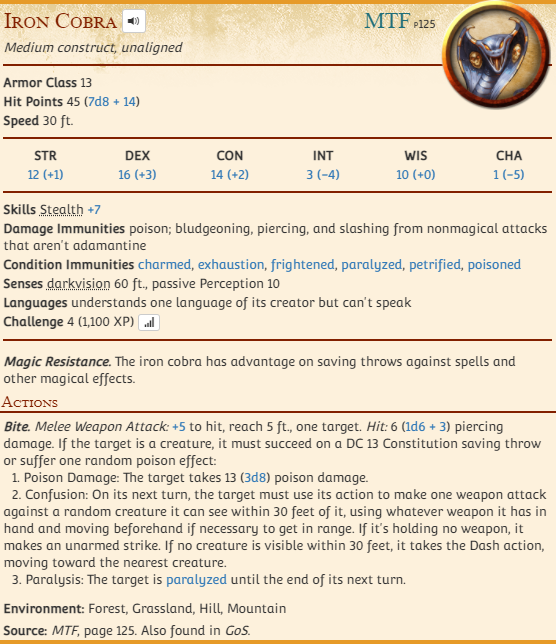 Iron Cobra MTF p125
Medium construct, unaligned
Armor Class 13
Hit Points 45 (7d8 + 14)
Speed 30 ft.
STR DEX CON INT WIS CHA
12 (+1) 16 (+3) 14 (+2) 3 (−4) 10 (+0) 1 (−5)
Skills Stealth +7
Damage Immunities poison; bludgeoning, piercing, and slashing from nonmagical attacks
that aren't adamantine
Condition Immunities charmed, exhaustion, frightened, paralyzed, petrified, poisoned
Senses darkvision 60 ft., passive Perception 10
Languages understands one language of its creator but can't speak
Challenge 4 (1,100 XP)
Magic Resistance. The iron cobra has advantage on saving throws against spells and
other magical effects.
Actions
Bite. Melee Weapon Attack: +5 to hit, reach 5 ft., one target. Hit: 6 (1d6 + 3) piercing
damage. If the target is a creature, it must succeed on a DC 13 Constitution saving throw
or suffer one random poison effect:
1. Poison Damage: The target takes 13 (3d8) poison damage.
2. Confusion: On its next turn, the target must use its action to make one weapon attack
against a random creature it can see within 30 feet of it, using whatever weapon it has in
hand and moving beforehand if necessary to get in range. If it's holding no weapon, it
makes an unarmed strike. If no creature is visible within 30 feet, it takes the Dash action,
moving toward the nearest creature.
3. Paralysis: The target is paralyzed until the end of its next turn.
Environment: Forest, Grassland, Hill, Mountain
Source: MTF, page 125. Also found in GoS.